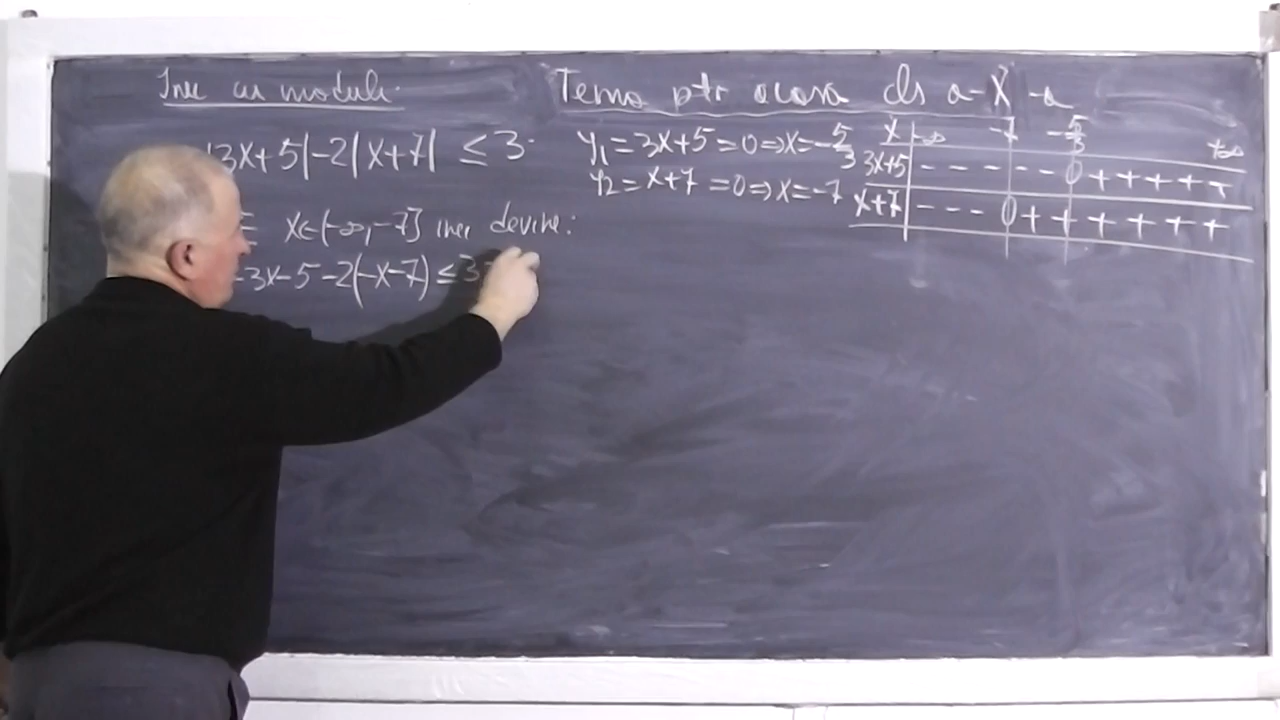 Inec cu moduli.
|3x+5|-2|x+7| ≤ 3.
x∈(-∞,-7] inec devine:
-3x-5-2(-x-7) ≤ 3
Tema ptr acasa cls a-X-a
y₁=3x+5=0⇒x=-5/3
y₂=x+7=0⇒x=-7
x -∞ -7 -5/3 +∞
3x+5 - - - - - - 0 + + + + +
x+7 - - - 0 + + + + + +